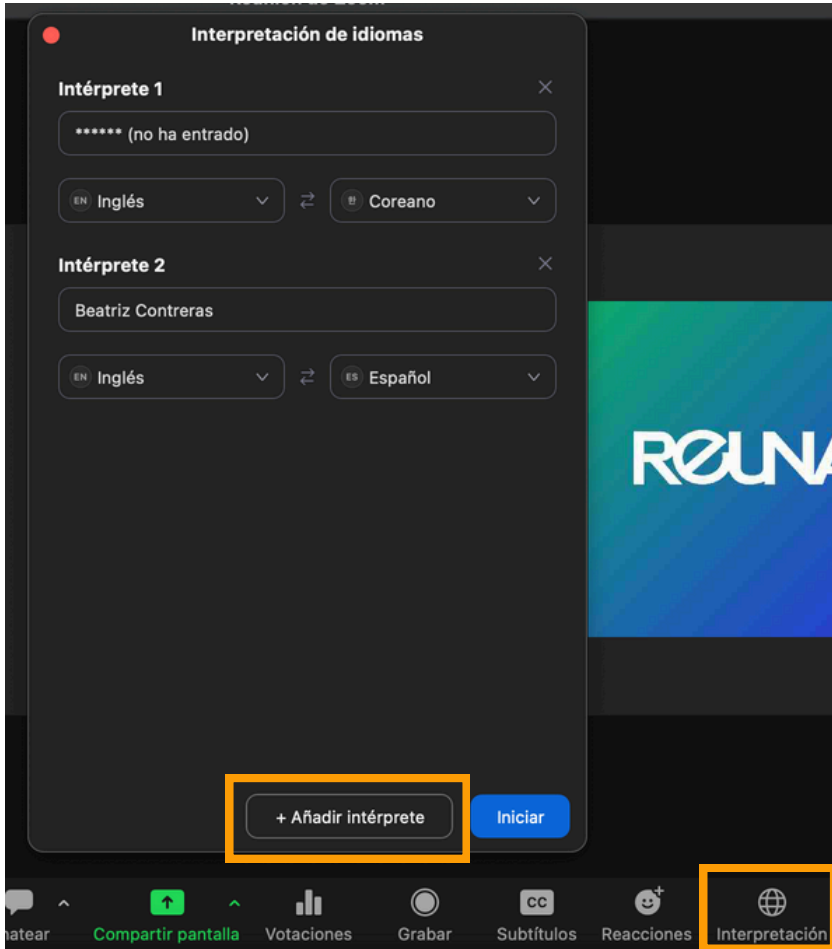 Interpretación de idiomas
Intérprete 1
****** (no ha entrado)
EN Inglés 한 Coreano
Intérprete 2
Beatriz Contreras
EN Inglés ES Español
REUNA
+ Añadir intérprete Iniciar
CC
Compartir pantalla Votaciones Grabar Subtítulos Reacciones Interpretación